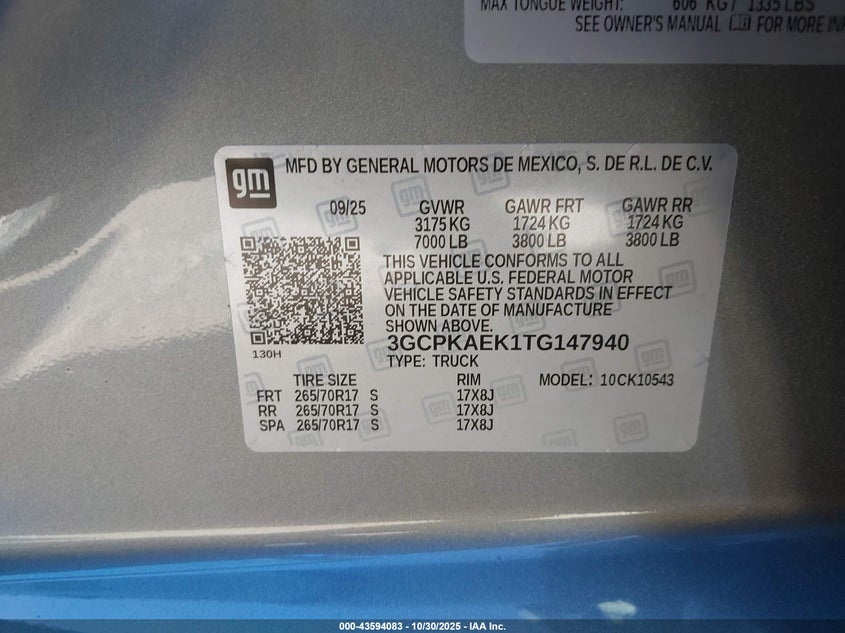 MAX TONGUE WEIGHT: 606 KG / 1335 LBS
SEE OWNER'S MANUAL FOR MORE
gm MFD BY GENERAL MOTORS DE MEXICO, S. DE R.L. DE C.V.
09/25 GVWR GAWR FRT GAWR RR
3175 KG 1724 KG 1724 KG
7000 LB 3800 LB 3800 LB
THIS VEHICLE CONFORMS TO ALL
APPLICABLE U.S. FEDERAL MOTOR
VEHICLE SAFETY STANDARDS IN EFFECT
ON THE DATE OF MANUFACTURE
SHOWN ABOVE.
3GCPKAEK1TG147940
130H
TYPE: TRUCK
TIRE SIZE RIM MODEL: 10CK10543
FRT 265/70R17 S 17X8J
RR 265/70R17 S 17X8J
SPA 265/70R17 S 17X8J
000-43594083 - 10/30/2025 - IAA Inc.